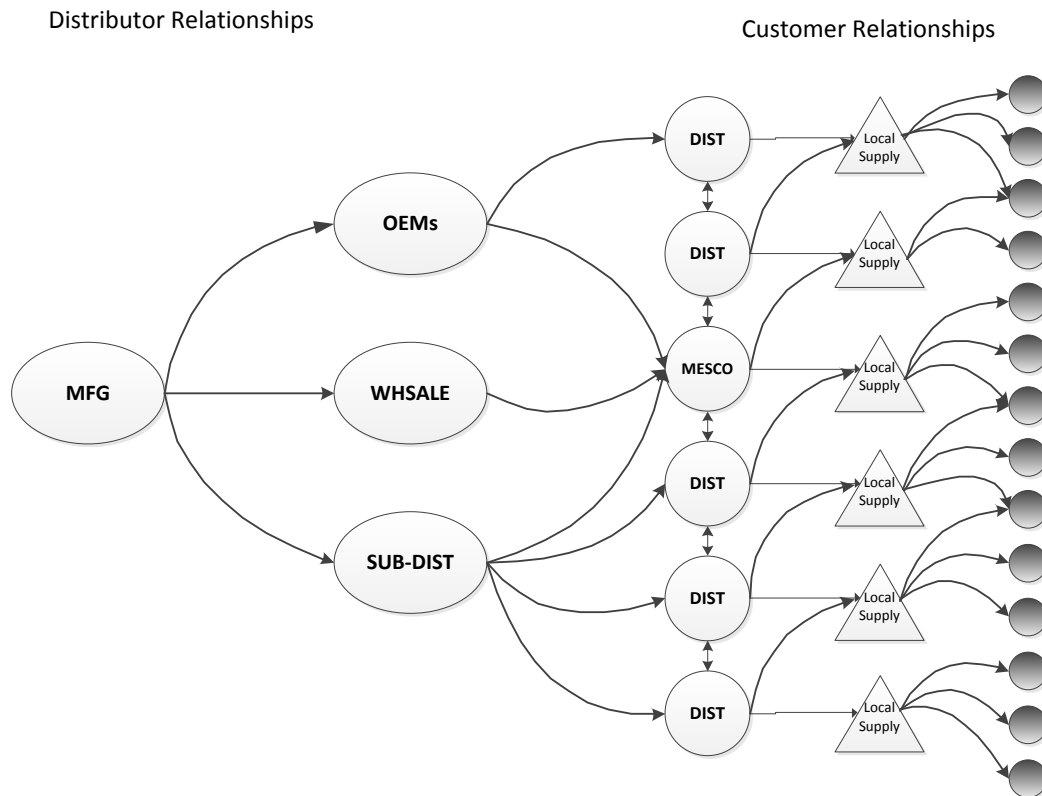 Distributor Relationships
Customer Relationships
DIST
Local
Supply
OEMs
DIST
Local
Supply
MFG
WHSALE
MESCO
Local
Supply
DIST
Local
Supply
SUB-DIST
DIST
Local
Supply
DIST
Local
Supply